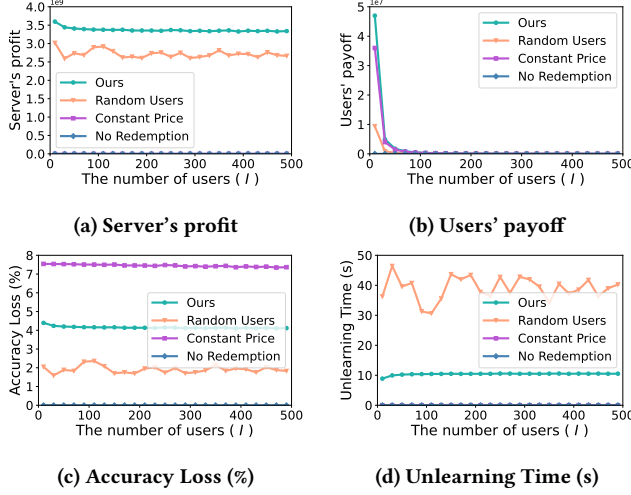 1e9
4.0
3.5
3.0
2.5
2.0
1.5
1.0
0.5
0.0
Server's profit
Ours
Random Users
Constant Price
No Redemption
0 100 200 300 400 500
The number of users ( I )
(a) Server's profit
1e7
5
4
3
2
1
0
Users' payoff
Ours
Random Users
Constant Price
No Redemption
0 100 200 300 400 500
The number of users ( I )
(b) Users' payoff
8
7
6
5
4
3
2
1
0
Accuracy Loss (%)
Ours
Random Users
Constant Price
No Redemption
0 100 200 300 400 500
The number of users ( I )
(c) Accuracy Loss (%)
50
40
30
20
10
0
Unlearning Time (s)
Ours
Random Users
Constant Price
No Redemption
0 100 200 300 400 500
The number of users ( I )
(d) Unlearning Time (s)